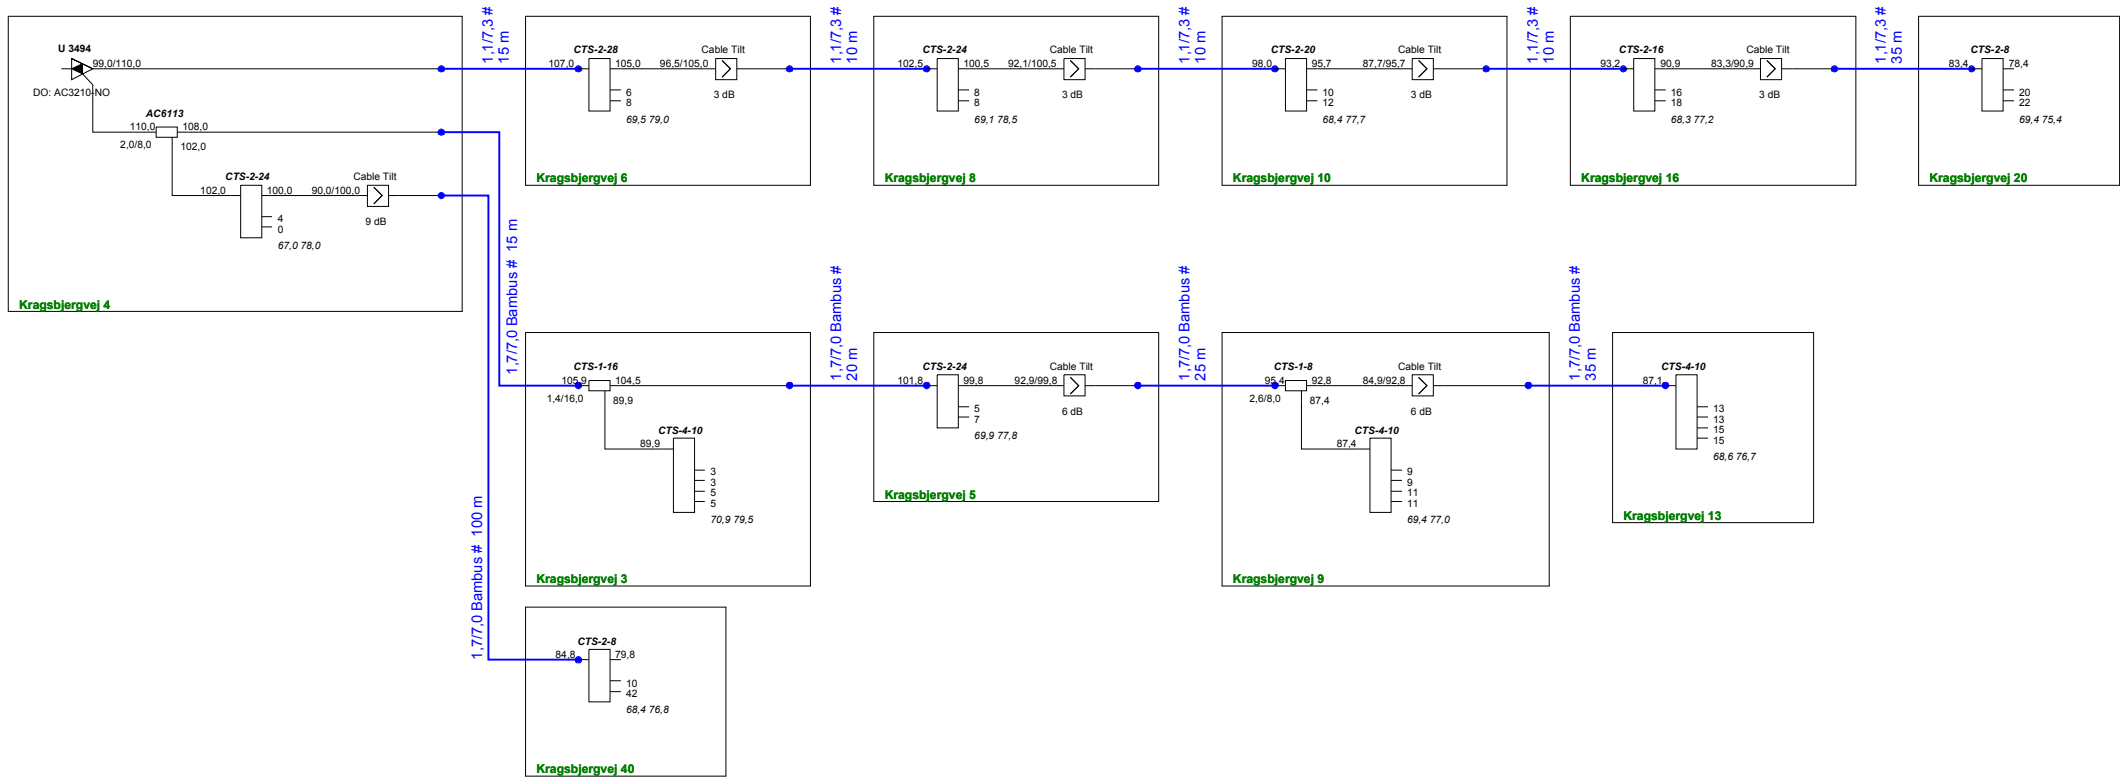 U 3494
99,0/110,0
DO: AC3210-NO
AC6113
110,0
108,0
2,0/8,0
102,0
CTS-2-24
102,0
100,0
90,0/100,0
Cable Tilt
9 dB
4
0
67,0 78,0
Kragsbjergvej 4
1,1/7,3 #
15 m
CTS-2-28
107,0
105,0
96,5/105,0
Cable Tilt
3 dB
6
8
69,5 79,0
Kragsbjergvej 6
1,1/7,3 #
10 m
CTS-2-24
102,5
100,5
92,1/100,5
Cable Tilt
3 dB
8
8
69,1 78,5
Kragsbjergvej 8
1,1/7,3 #
10 m
CTS-2-20
98,0
95,7
87,7/95,7
Cable Tilt
3 dB
10
12
68,4 77,7
Kragsbjergvej 10
1,1/7,3 #
10 m
CTS-2-16
93,2
90,9
83,3/90,9
Cable Tilt
3 dB
16
18
68,3 77,2
Kragsbjergvej 16
1,1/7,3 #
35 m
CTS-2-8
83,4
78,4
20
22
69,4 75,4
Kragsbjergvej 20
1,7/7,0 Bambus # 15 m
CTS-1-16
105,9
104,5
1,4/16,0
89,9
CTS-4-10
89,9
3
3
5
5
70,9 79,5
Kragsbjergvej 3
1,7/7,0 Bambus #
20 m
CTS-2-24
101,8
99,8
92,9/99,8
Cable Tilt
6 dB
5
7
69,9 77,8
Kragsbjergvej 5
1,7/7,0 Bambus #
25 m
CTS-1-8
95,4
92,8
84,9/92,8
Cable Tilt
6 dB
2,6/8,0
87,4
CTS-4-10
87,4
9
9
11
11
69,4 77,0
Kragsbjergvej 9
1,7/7,0 Bambus #
35 m
CTS-4-10
87,1
13
13
15
15
68,6 76,7
Kragsbjergvej 13
1,7/7,0 Bambus # 100 m
CTS-2-8
84,8
79,8
10
42
68,4 76,8
Kragsbjergvej 40